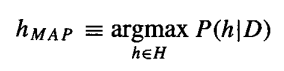 h_MAP ≡ argmax P(h|D)
h∈H